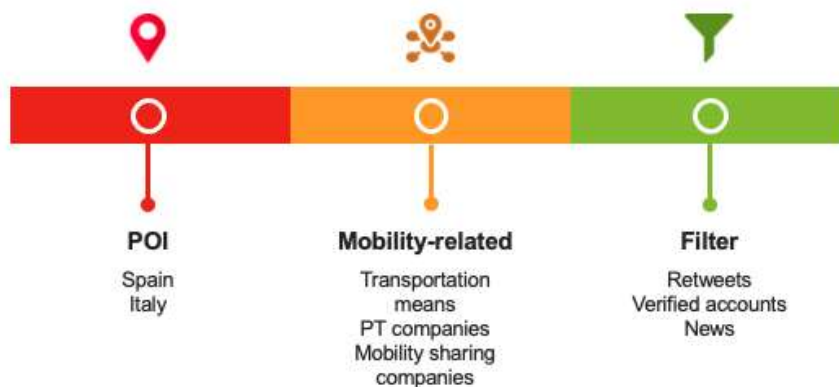 POI
Spain
Italy
Mobility-related
Transportation
means
PT companies
Mobility sharing
companies
Filter
Retweets
Verified accounts
News